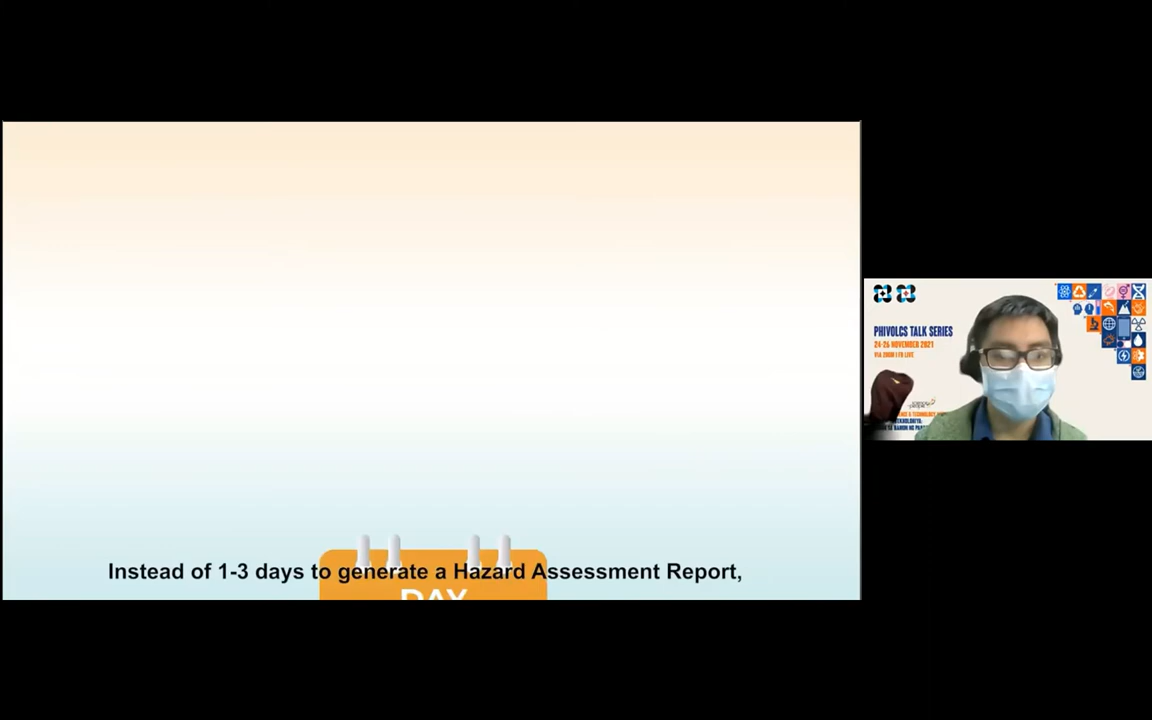 Instead of 1-3 days to generate a Hazard Assessment Report,
DAY
PHIVOLCS TALK SERIES
24-26 NOVEMBER 2021
VIA ZOOM | FB LIVE